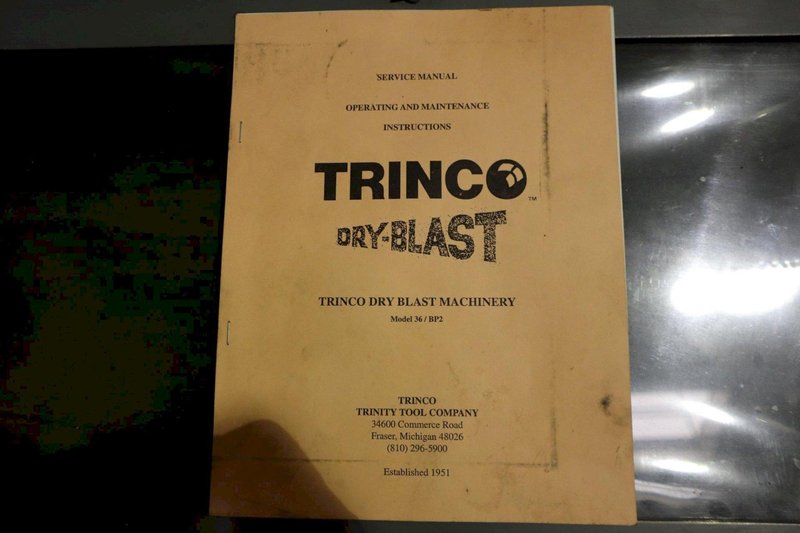 SERVICE MANUAL
OPERATING AND MAINTENANCE
INSTRUCTIONS
TRINCO ™
DRY-BLAST
TRINCO DRY BLAST MACHINERY
Model 36 / BP2
TRINCO
TRINITY TOOL COMPANY
34600 Commerce Road
Fraser, Michigan 48026
(810) 296-5900
Established 1951